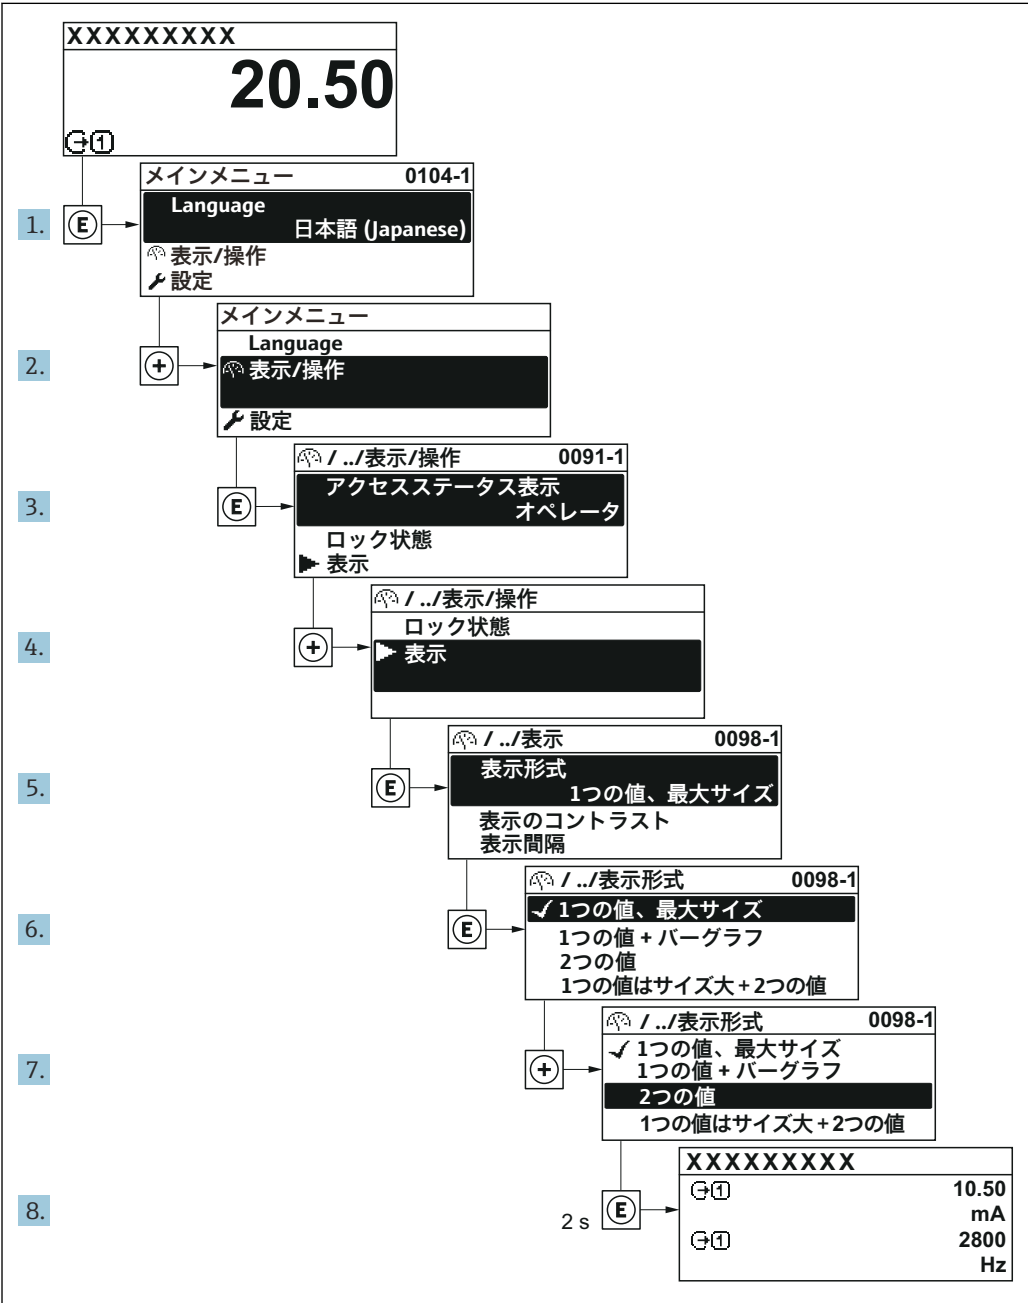 XXXXXXXXX
20.50
1
メインメニュー 0104-1
1. E Language
日本語 (Japanese)
表示/操作
設定
メインメニュー
Language
2. + 表示/操作
設定
/ ../表示/操作 0091-1
アクセスステータス表示
3. E オペレータ
ロック状態
表示
/ ../表示/操作
ロック状態
4. + 表示
/ ../表示 0098-1
表示形式
5. E 1つの値、最大サイズ
表示のコントラスト
表示間隔
/ ../表示形式 0098-1
1つの値、最大サイズ
6. E 1つの値 + バーグラフ
2つの値
1つの値はサイズ大+2つの値
/ ../表示形式 0098-1
1つの値、最大サイズ
7. + 1つの値 + バーグラフ
2つの値
1つの値はサイズ大+2つの値
XXXXXXXXX
1 10.50
8. 2 s E mA
1 2800
Hz